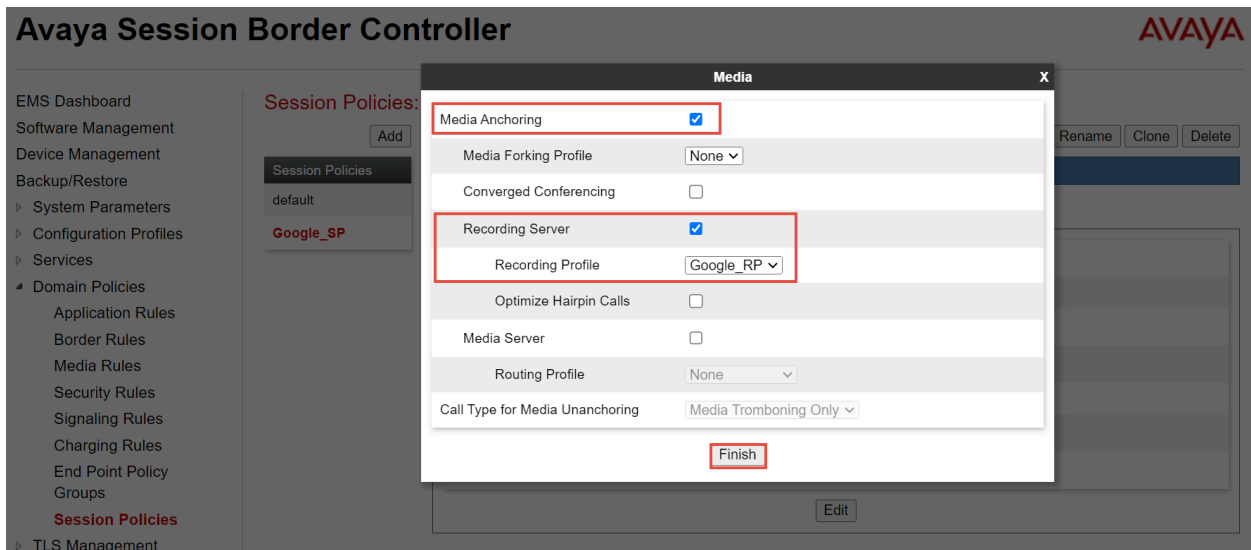 Avaya Session Border Controller
AVAYA
EMS Dashboard
Software Management
Device Management
Backup/Restore
System Parameters
Configuration Profiles
Services
Domain Policies
Application Rules
Border Rules
Media Rules
Security Rules
Signaling Rules
Charging Rules
End Point Policy
Groups
Session Policies
TLS Management
Session Policies:
Add
Rename
Clone
Delete
Session Policies
default
Google_SP
Media
X
Media Anchoring
Media Forking Profile
None
Converged Conferencing
Recording Server
Recording Profile
Google_RP
Optimize Hairpin Calls
Media Server
Routing Profile
None
Call Type for Media Unanchoring
Media Tromboning Only
Finish
Edit